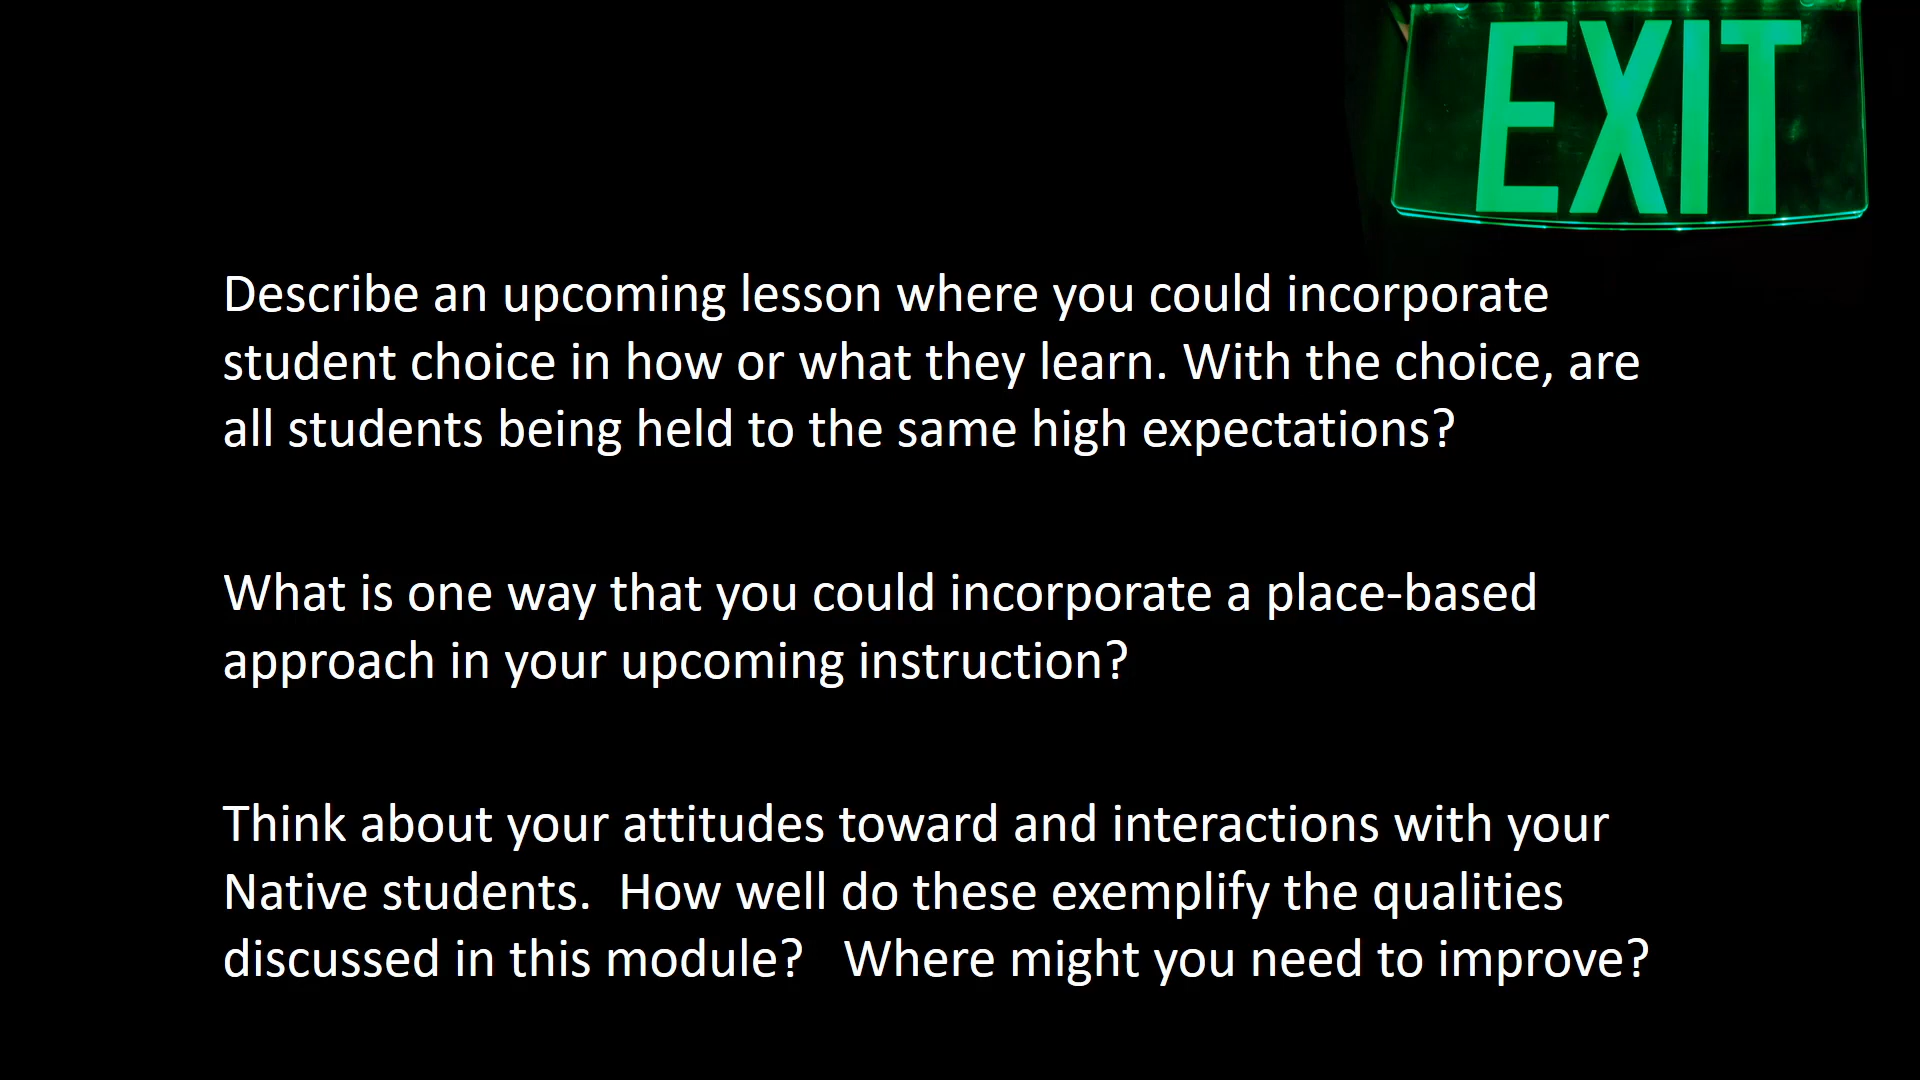 EXIT
Describe an upcoming lesson where you could incorporate
student choice in how or what they learn. With the choice, are
all students being held to the same high expectations?
What is one way that you could incorporate a place-based
approach in your upcoming instruction?
Think about your attitudes toward and interactions with your
Native students.  How well do these exemplify the qualities
discussed in this module?   Where might you need to improve?